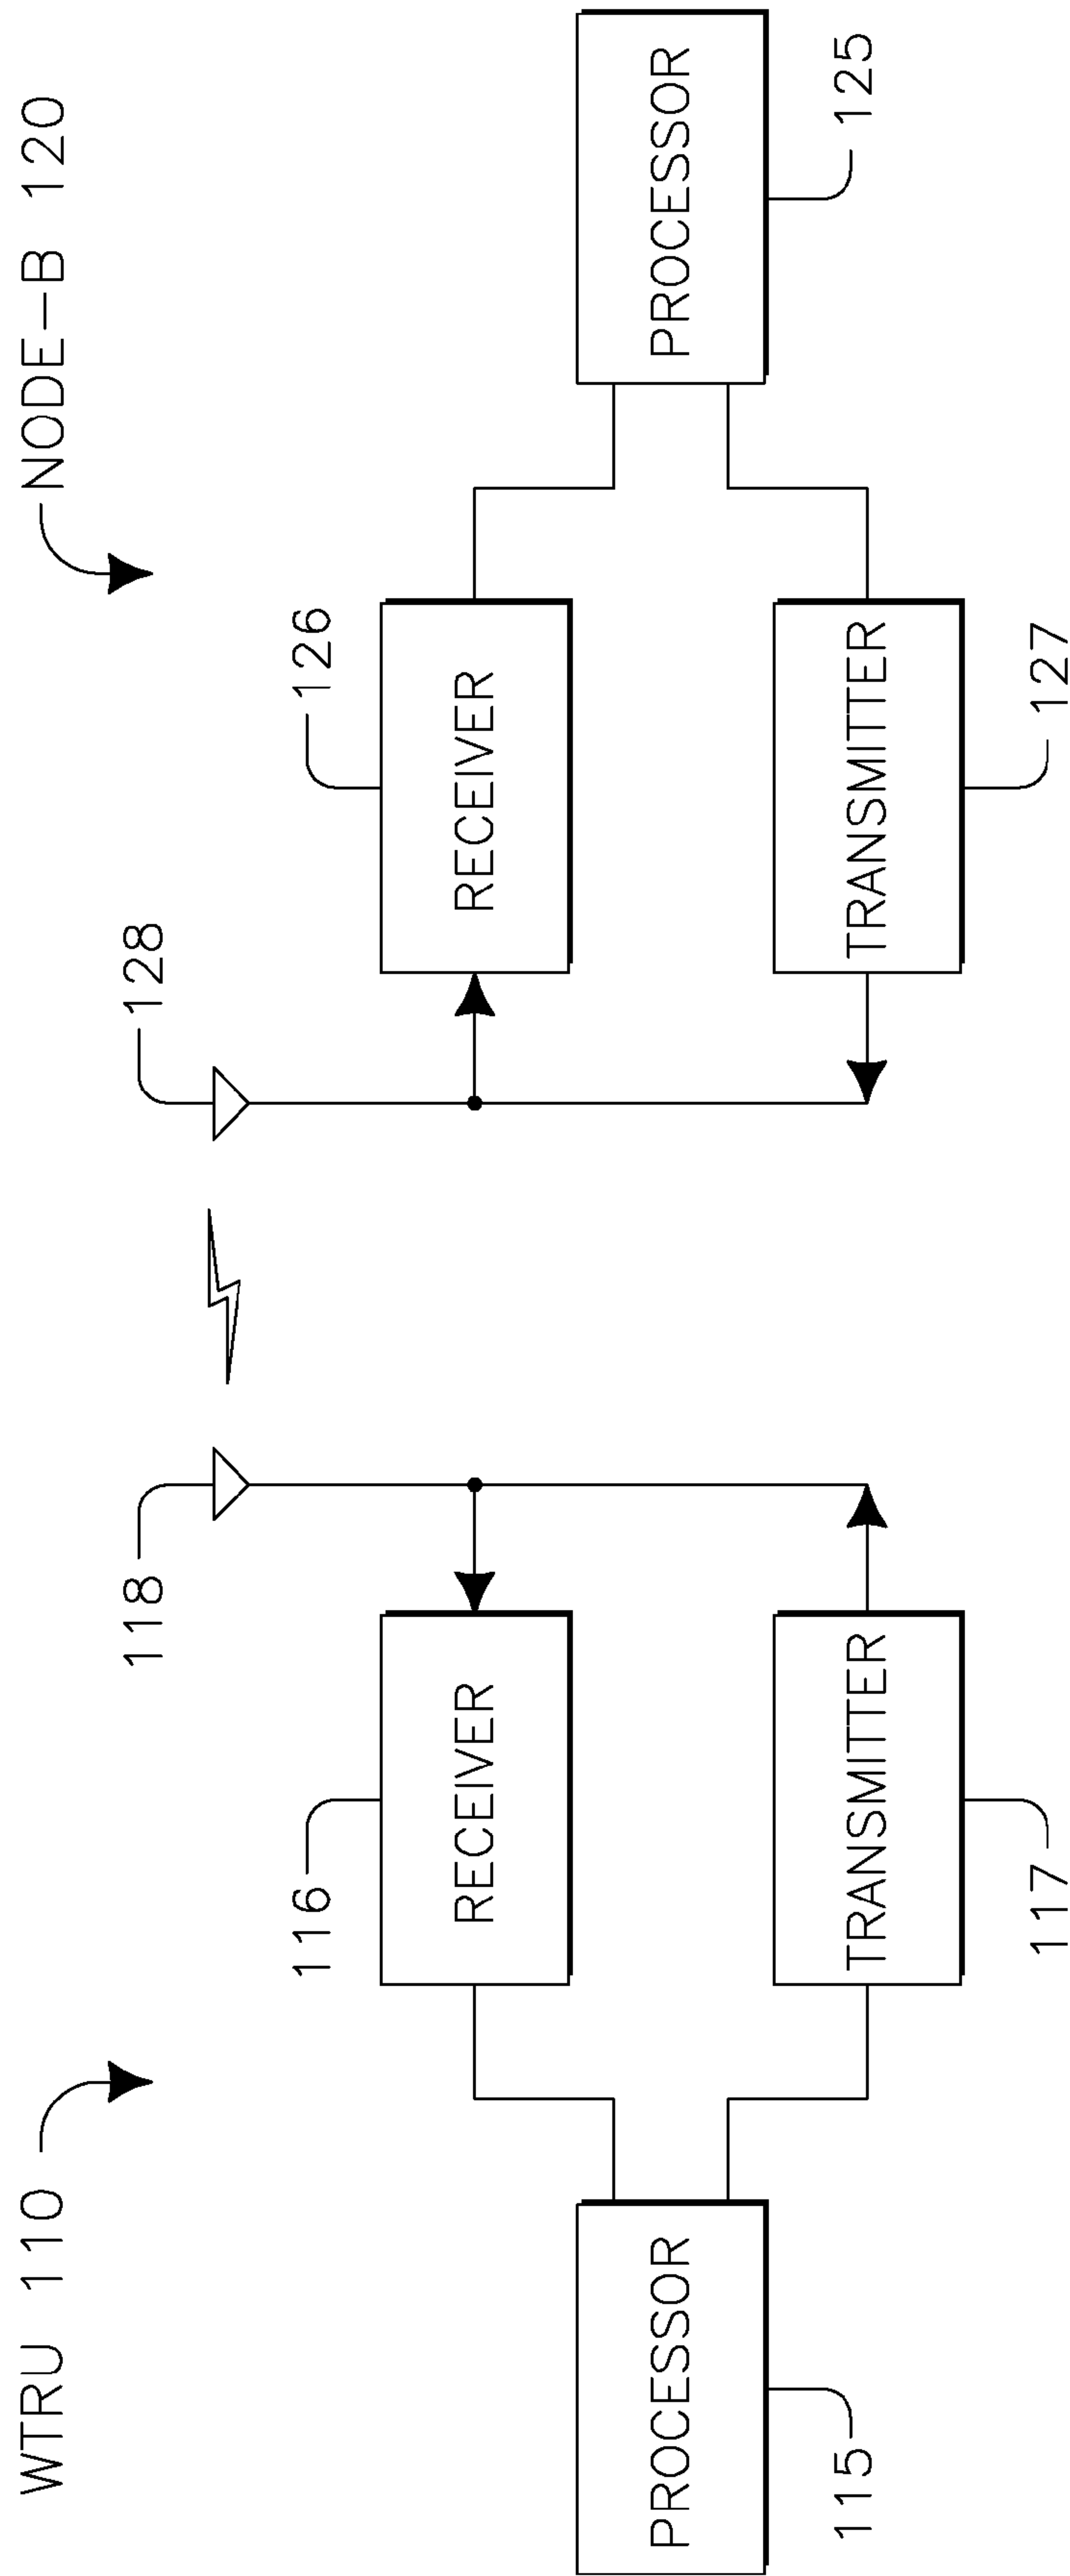 WTRU 110
NODE-B 120
118
128
116
126
RECEIVER
RECEIVER
PROCESSOR
PROCESSOR
115
125
TRANSMITTER
TRANSMITTER
117
127